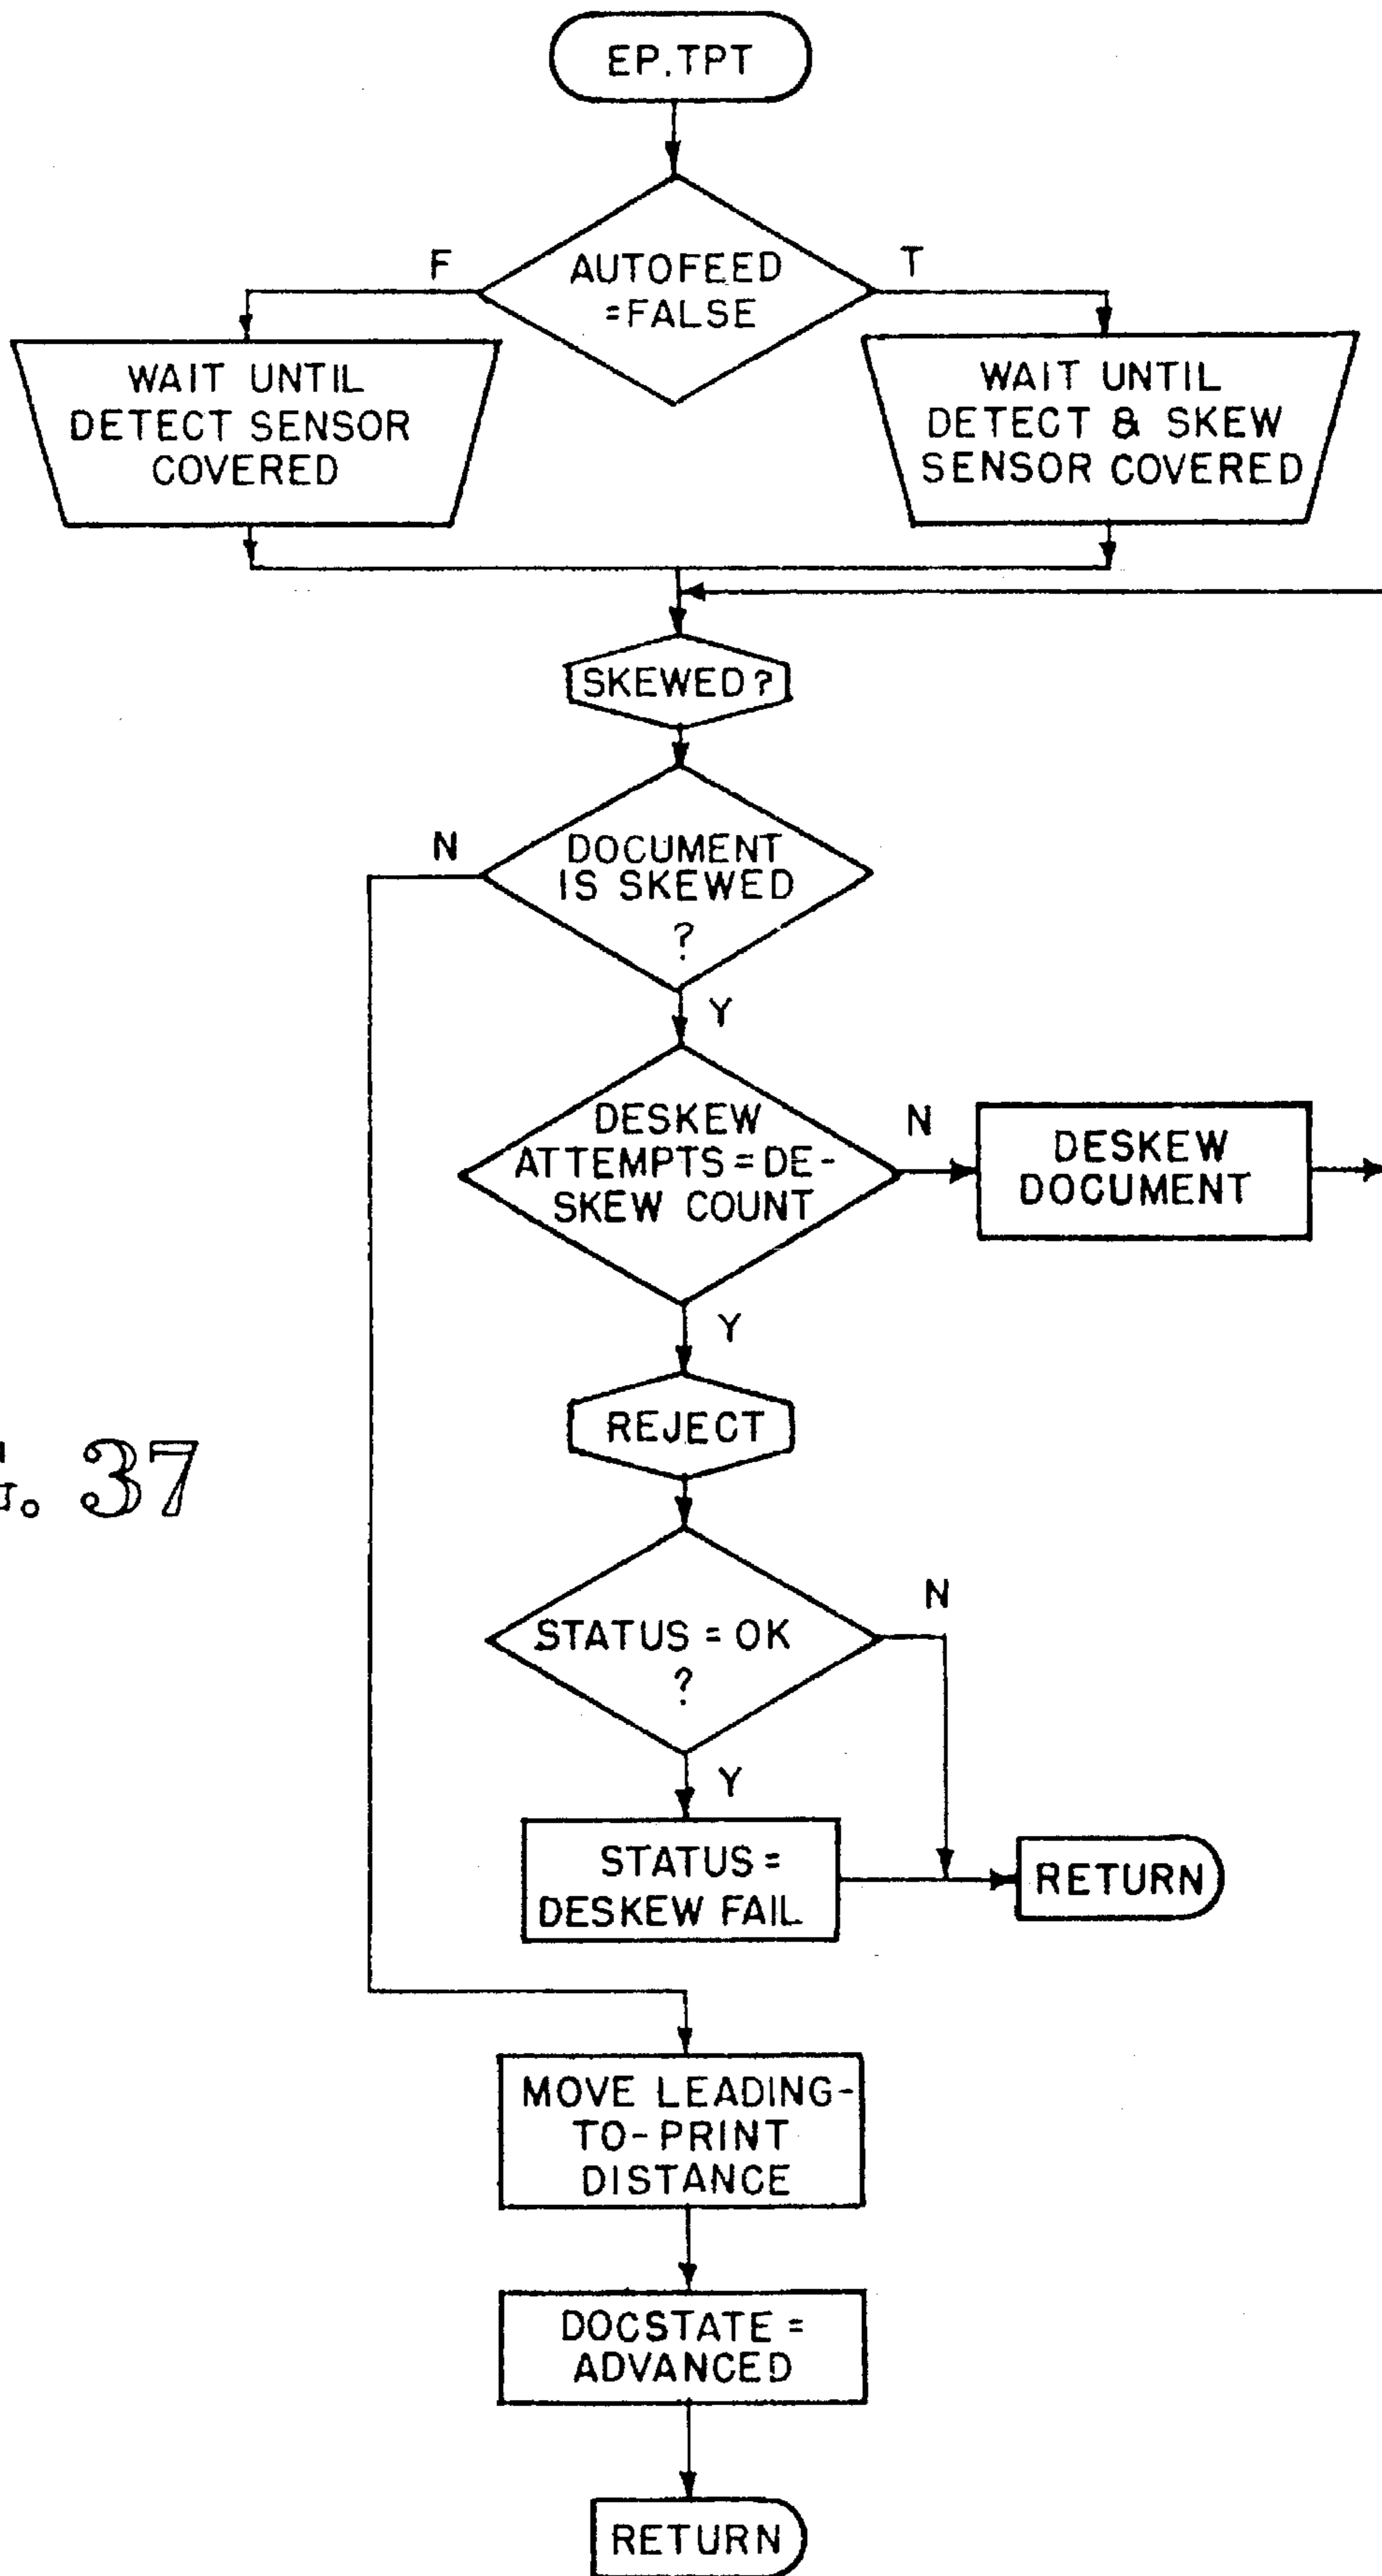 EP.TPT
F
AUTOFEED
=FALSE
T
WAIT UNTIL
DETECT SENSOR
COVERED
WAIT UNTIL
DETECT & SKEW
SENSOR COVERED
SKEWED?
N
DOCUMENT
IS SKEWED
?
Y
DESKEW
ATTEMPTS=DE-
SKEW COUNT
N
DESKEW
DOCUMENT
Y
REJECT
37
STATUS = OK
?
N
Y
STATUS =
DESKEW FAIL
RETURN
MOVE LEADING-
TO-PRINT
DISTANCE
DOCSTATE =
ADVANCED
RETURN